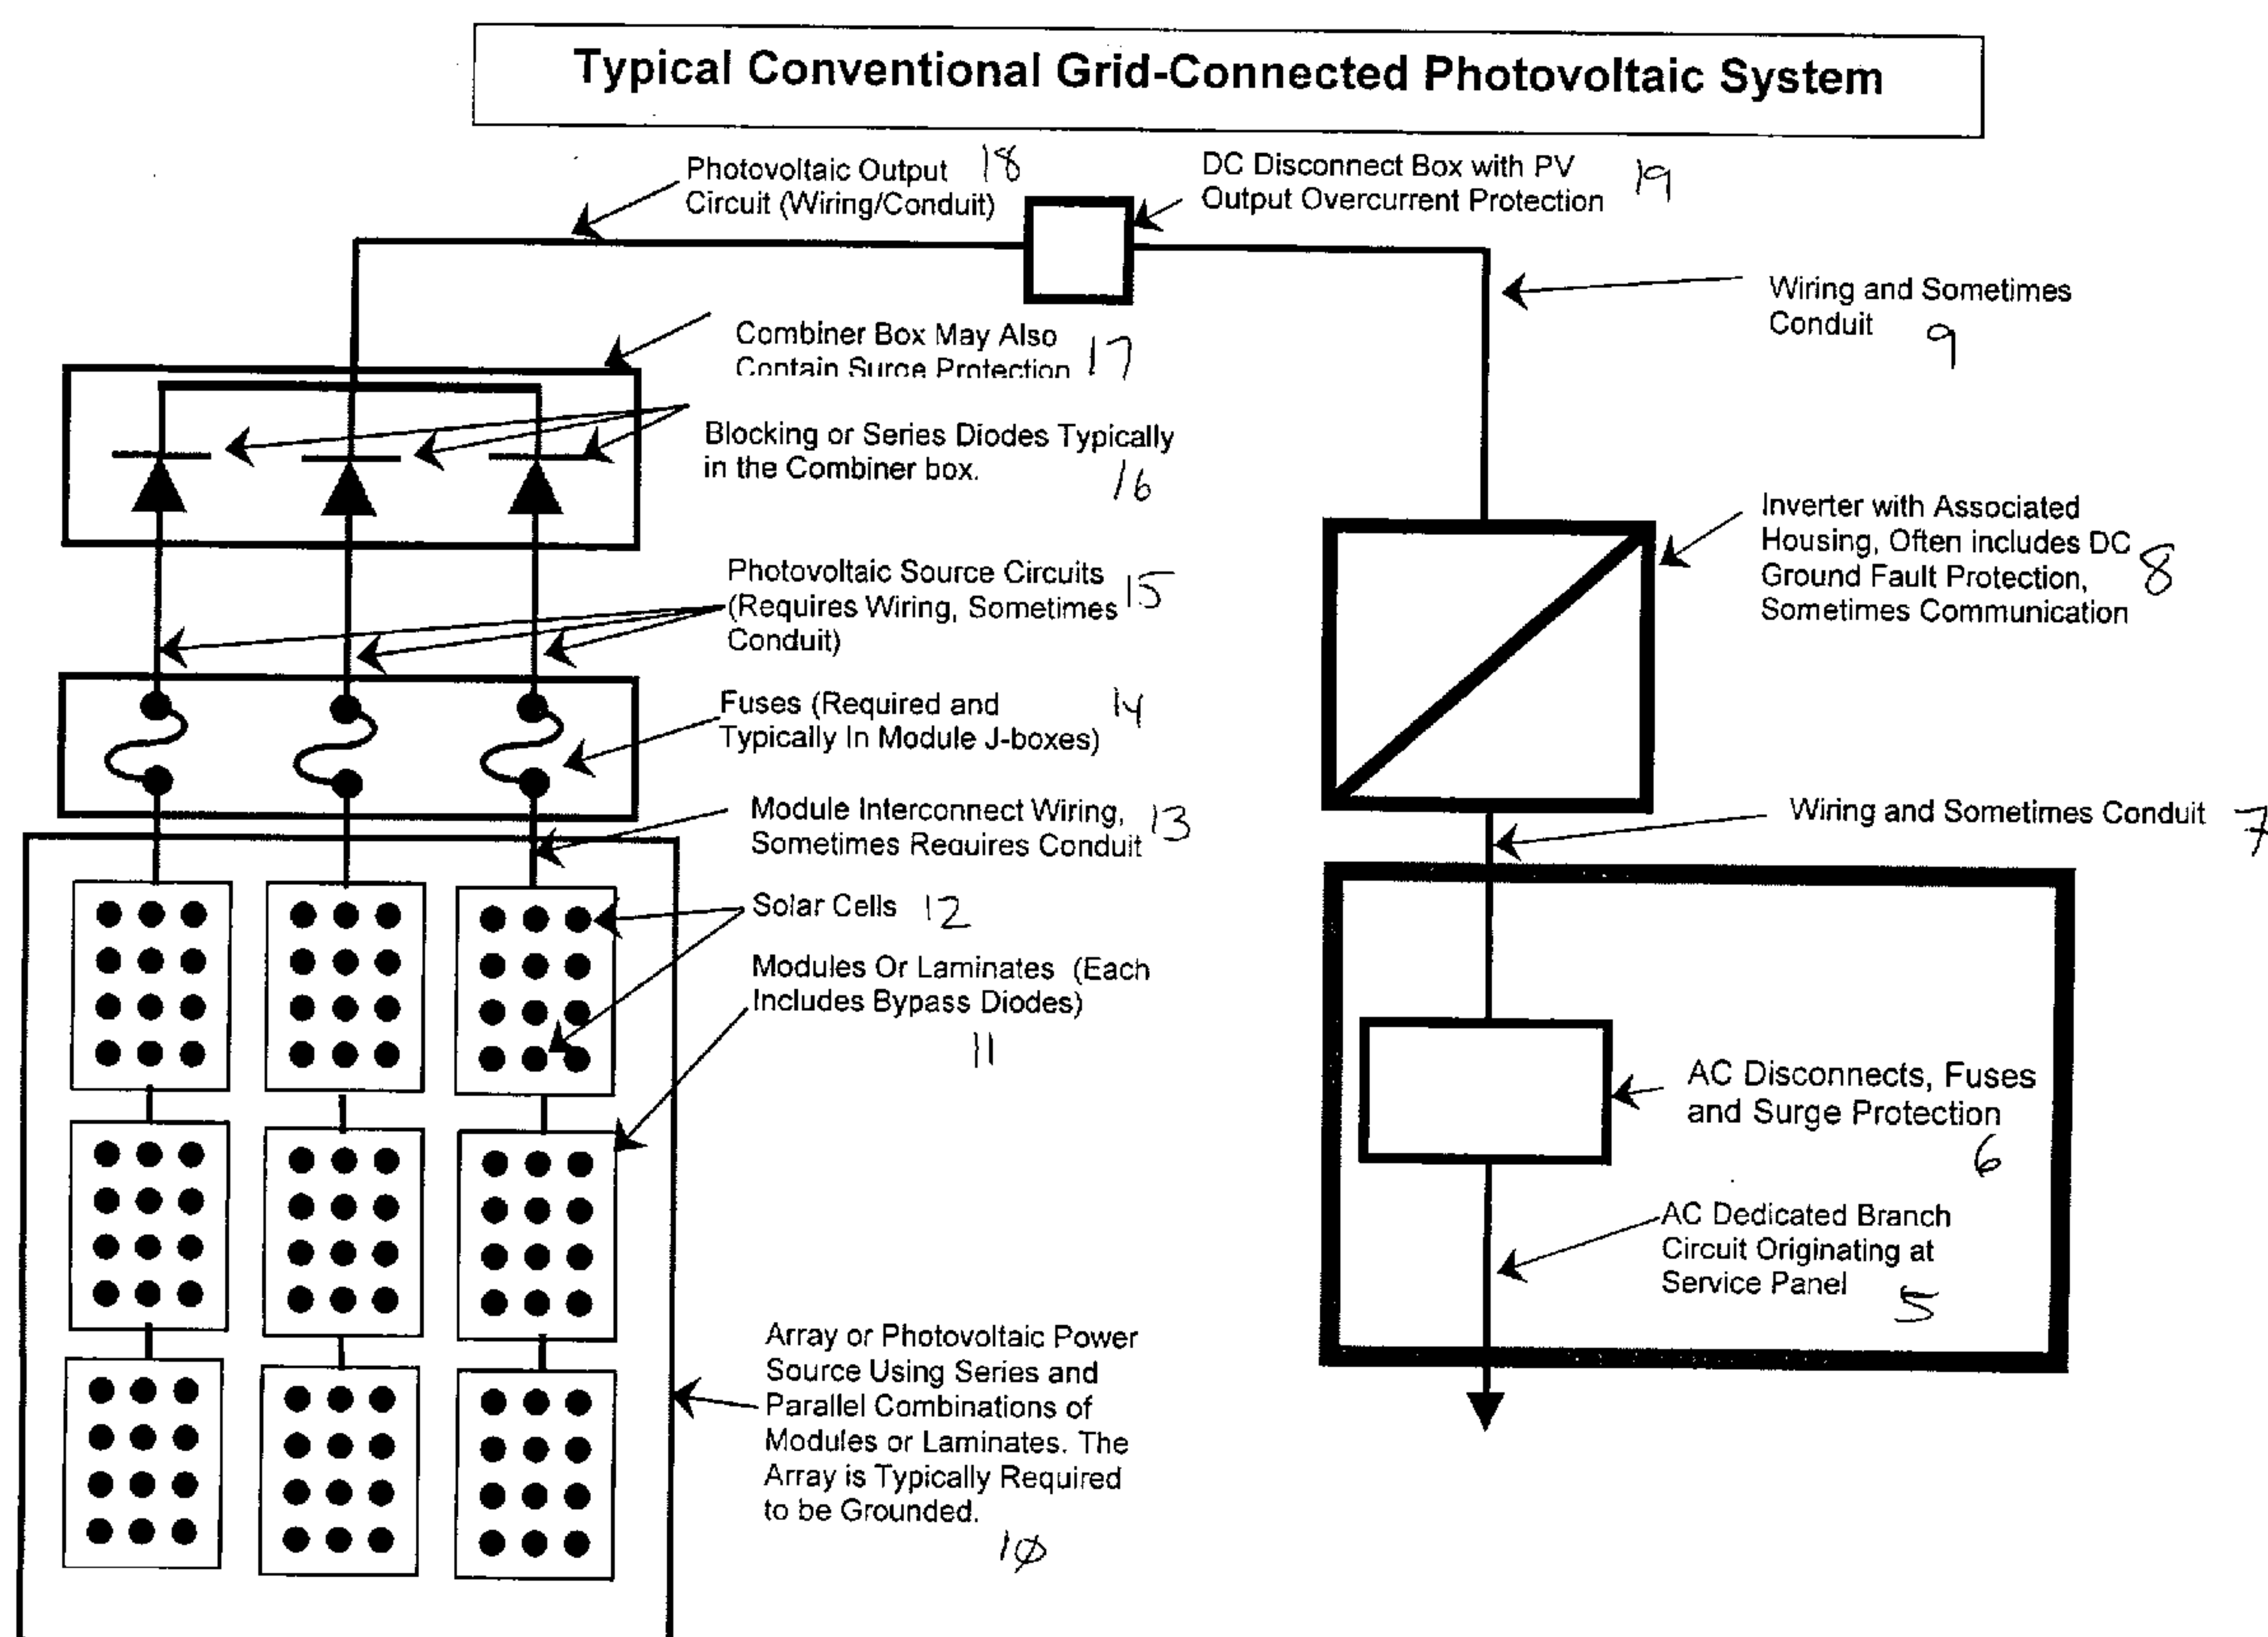 Typical Conventional Grid-Connected Photovoltaic System
Photovoltaic Output 18
Circuit (Wiring/Conduit)
DC Disconnect Box with PV 19
Output Overcurrent Protection
Wiring and Sometimes
Conduit 9
Combiner Box May Also
Contain Surge Protection 17
Blocking or Series Diodes Typically
in the Combiner box.
16
Inverter with Associated
Housing, Often includes DC 8
Ground Fault Protection,
Sometimes Communication
Photovoltaic Source Circuits 15
(Requires Wiring, Sometimes
Conduit)
Fuses (Required and 14
Typically In Module J-boxes)
Module Interconnect Wiring, 13
Sometimes Requires Conduit
Wiring and Sometimes Conduit 7
Solar Cells 12
Modules Or Laminates (Each
Includes Bypass Diodes)
11
AC Disconnects, Fuses
and Surge Protection
6
AC Dedicated Branch
Circuit Originating at
Service Panel 5
Array or Photovoltaic Power
Source Using Series and
Parallel Combinations of
Modules or Laminates. The
Array is Typically Required
to be Grounded.
10